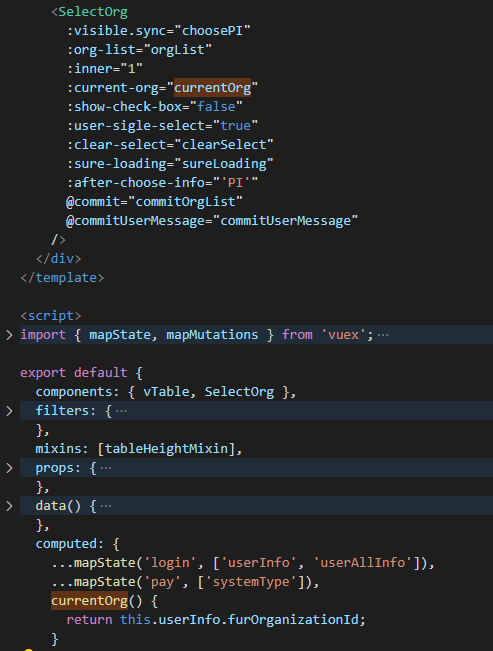 <SelectOrg
:visible.sync="choosePI"
:org-list="orgList"
:inner="1"
:current-org="currentOrg"
:show-check-box="false"
:user-sigle-select="true"
:clear-select="clearSelect"
:sure-loading="sureLoading"
:after-choose-info="'PI'"
@commit="commitOrgList"
@commitUserMessage="commitUserMessage"
/>
</div>
</template>
<script>
import { mapState, mapMutations } from 'vuex'; ...
export default {
components: { vTable, SelectOrg },
filters: { ...
},
mixins: [tableHeightMixin],
props: { ...
},
data() { ...
},
computed: {
...mapState('login', ['userInfo', 'userAllInfo']),
...mapState('pay', ['systemType']),
currentOrg() {
return this.userInfo.furOrganizationId;
}